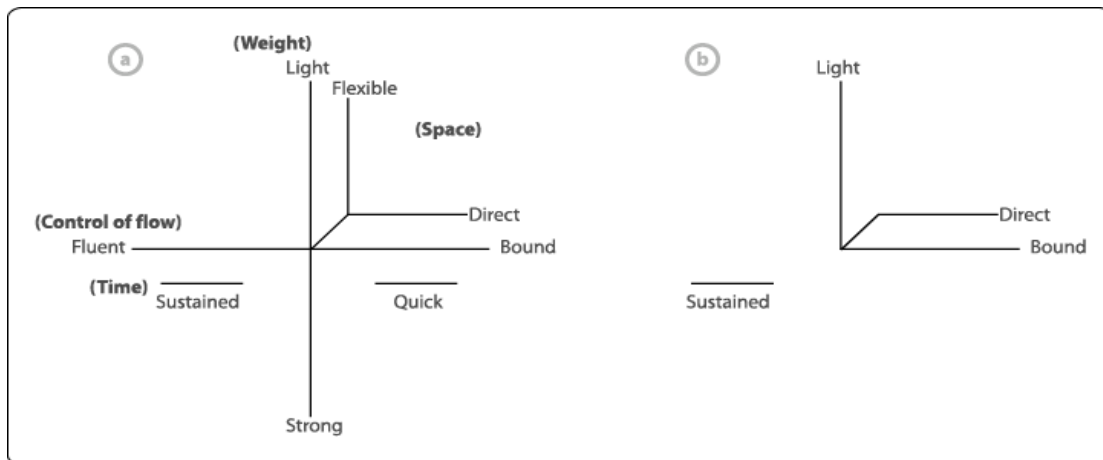 a
(Weight)
Light
Flexible
(Space)
(Control of flow)
Direct
Fluent
Bound
(Time)
Sustained
Quick
Strong
b
Light
Direct
Bound
Sustained